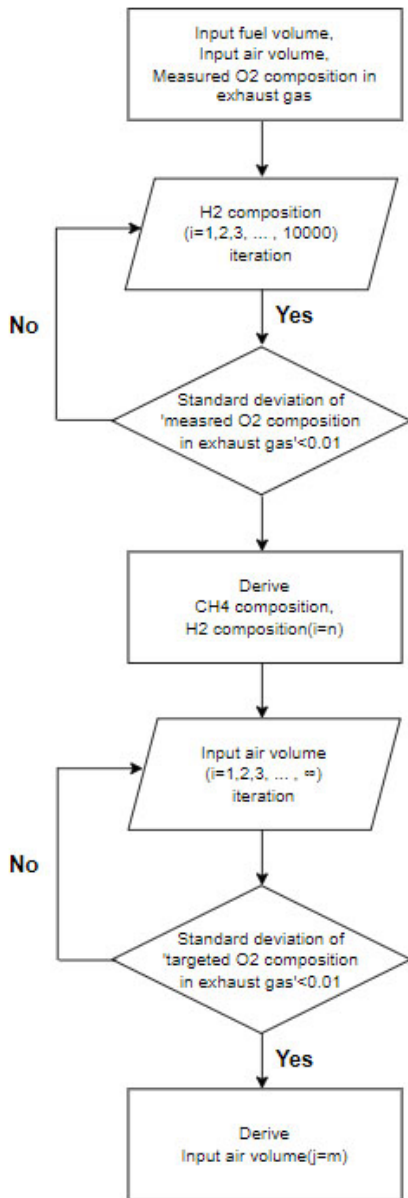 Input fuel volume,
Input air volume,
Measured O2 composition in
exhaust gas
H2 composition
(i=1,2,3, ... , 10000)
iteration
No
Yes
Standard deviation of
'measred O2 composition
in exhaust gas'<0.01
Derive
CH4 composition,
H2 composition(i=n)
Input air volume
(i=1,2,3, ... , ∞)
iteration
No
Standard deviation of
'targeted O2 composition
in exhaust gas'<0.01
Yes
Derive
Input air volume(j=m)